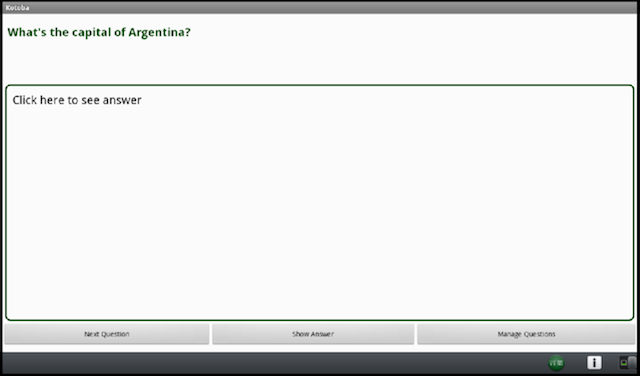 Kotoba
What's the capital of Argentina?
Click here to see answer
Next Question
Show Answer
Manage Questions